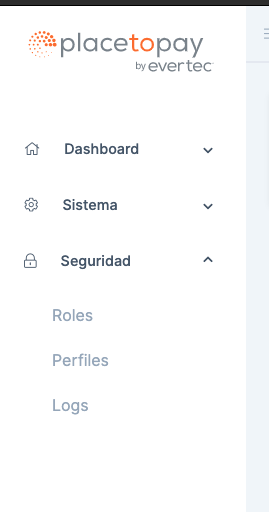 placetopay
by evertec
Dashboard
Sistema
Seguridad
Roles
Perfiles
Logs